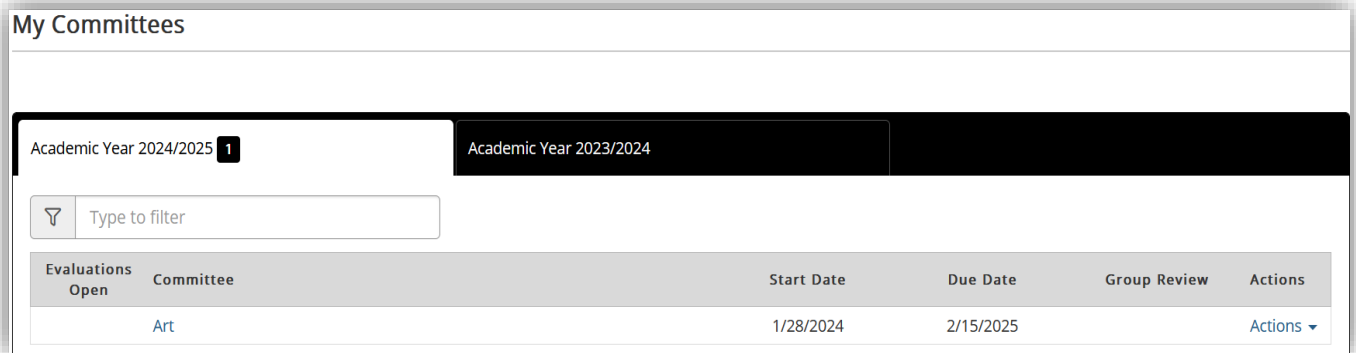 My Committees
Academic Year 2024/2025 1 Academic Year 2023/2024
Type to filter
Evaluations Open Committee Start Date Due Date Group Review Actions
Art 1/28/2024 2/15/2025 Actions